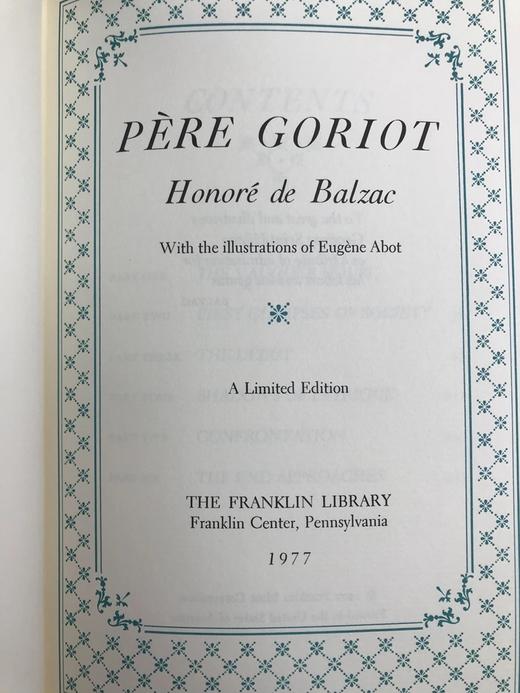 PÈRE GORIOT
Honoré de Balzac
With the illustrations of Eugène Abot
A Limited Edition
THE FRANKLIN LIBRARY
Franklin Center, Pennsylvania
1977